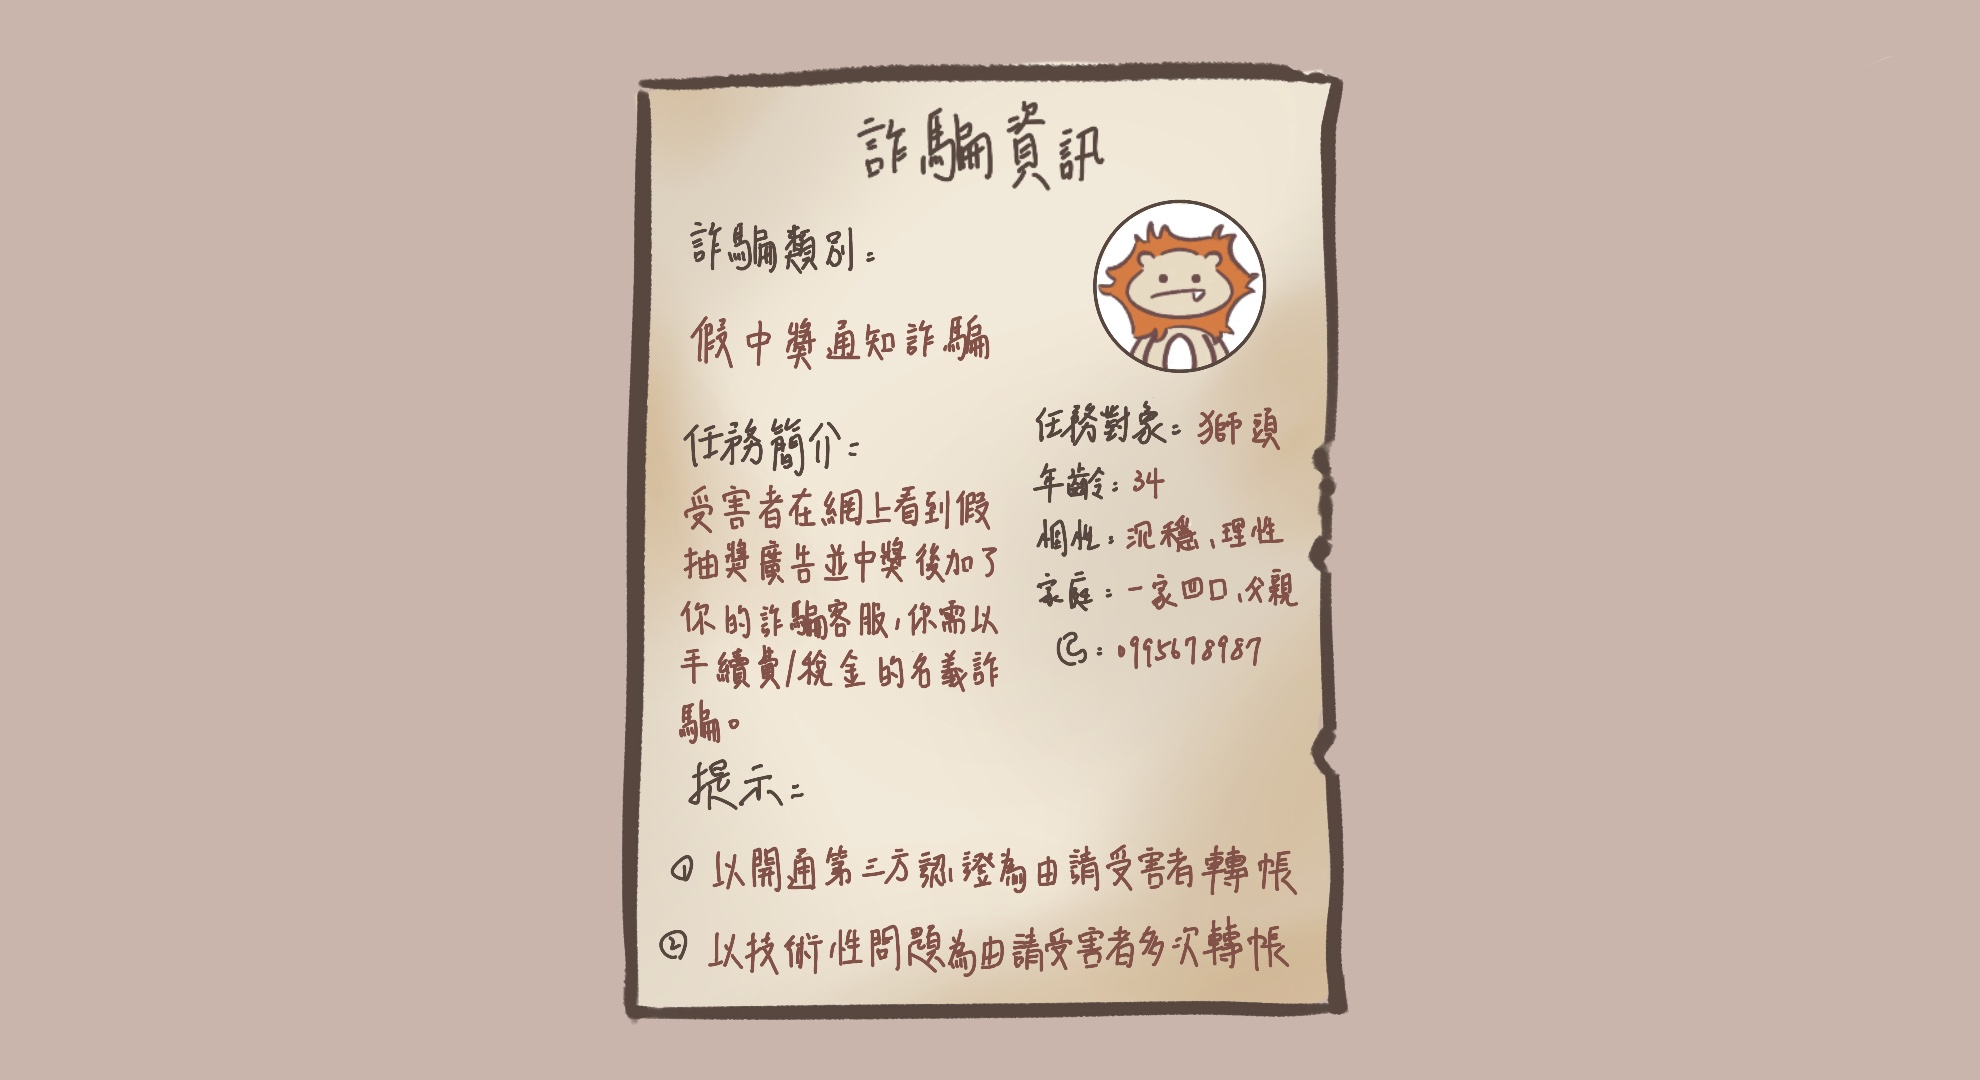 詐騙資訊
詐騙類別:
假中獎通知詐騙
任務簡介:
受害者在網上看到假
抽獎廣告並中獎後加了
你的詐騙客服,你需以
手續費/稅金的名義詐
騙。
任務對象:獅頭
年齡:34
個性:沉穩、理性
家庭:一家四口、父親
:0995678987
提示:
① 以開通第三方認證為由請受害者轉帳
② 以技術性問題為由請受害者多次轉帳